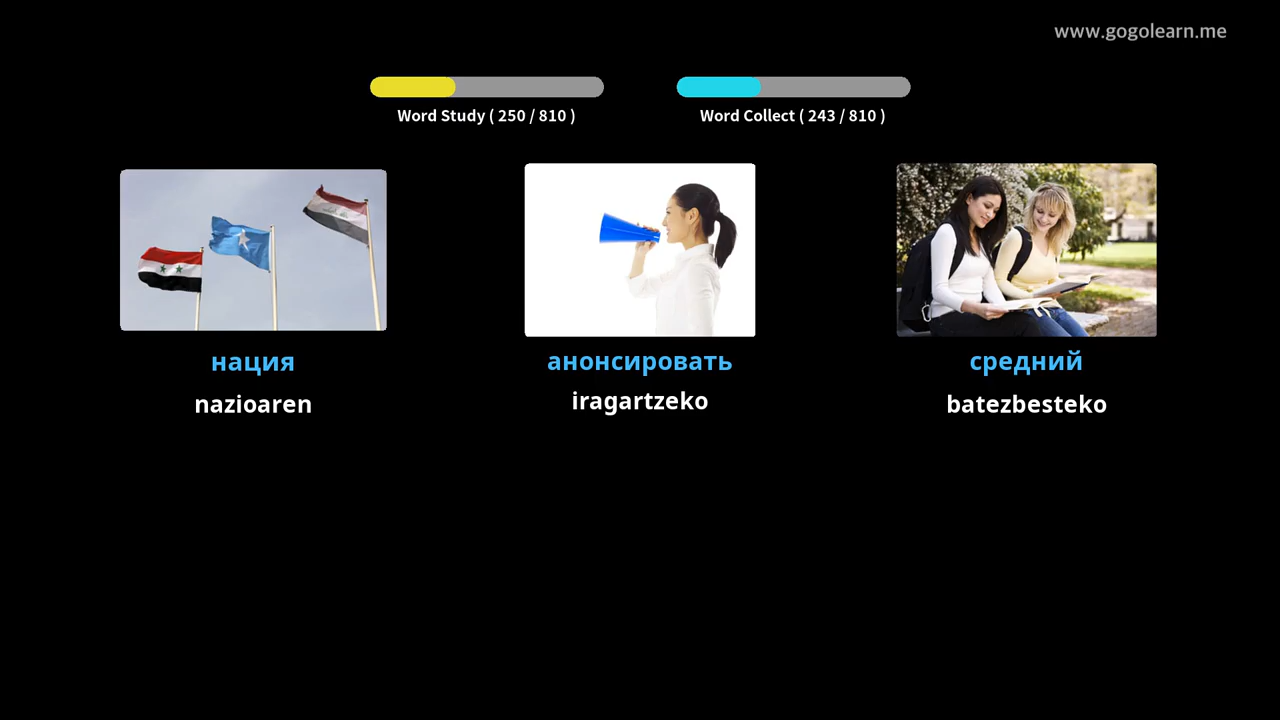 www.gogolearn.me
Word Study ( 250 / 810 )
Word Collect ( 243 / 810 )
нация
анонсировать
средний
nazioaren
iragartzeko
batezbesteko